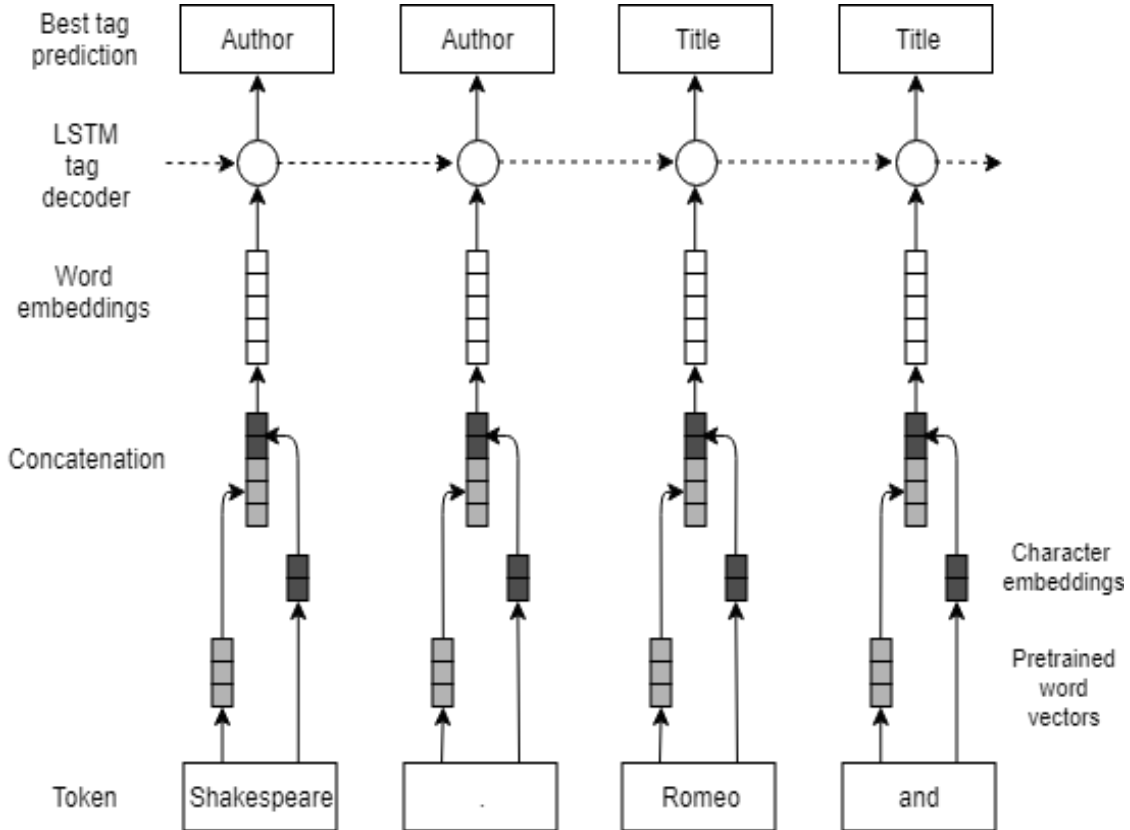 Best tag
prediction
Author
Author
Title
Title
LSTM
tag
decoder
Word
embeddings
Concatenation
Character
embeddings
Pretrained
word
vectors
Token
Shakespeare
.
Romeo
and